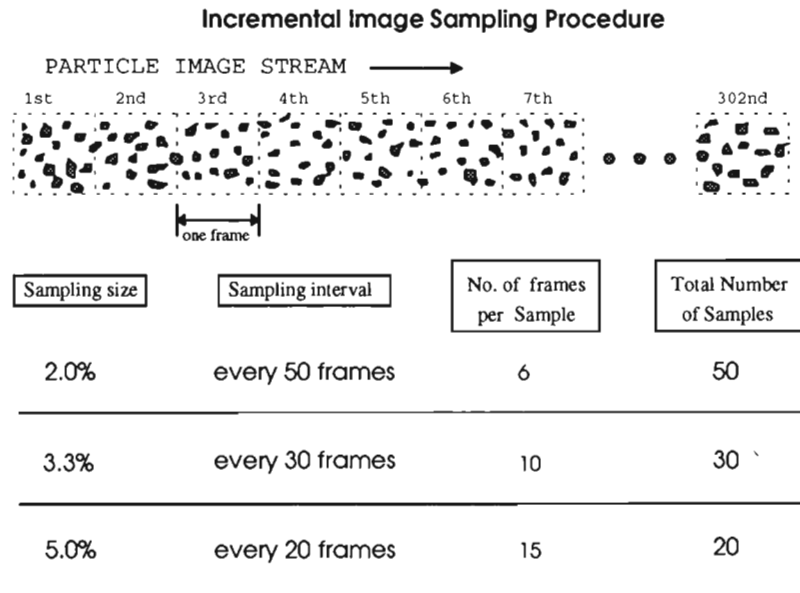 Incremental Image Sampling Procedure
PARTICLE IMAGE STREAM
1st 2nd 3rd 4th 5th 6th 7th 302nd
one frame
Sampling size Sampling interval No. of frames per Sample Total Number of Samples
2.0% every 50 frames 6 50
3.3% every 30 frames 10 30
5.0% every 20 frames 15 20